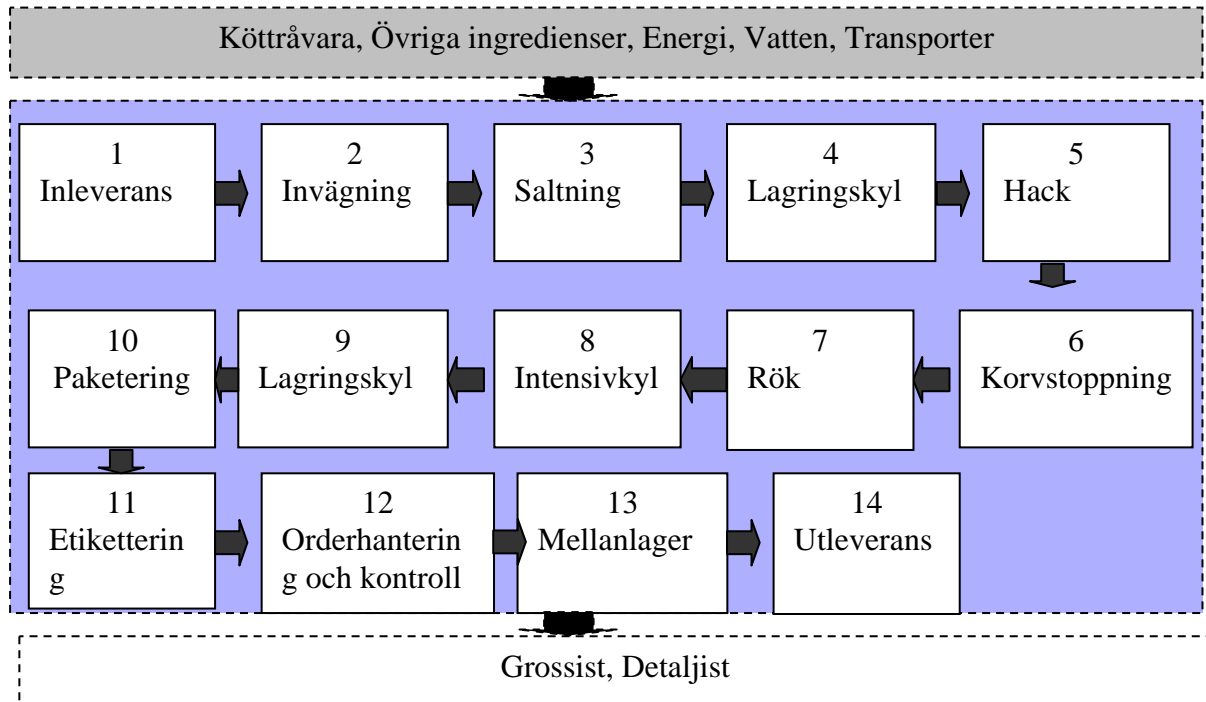 Köttråvara, Övriga ingredienser, Energi, Vatten, Transporter
1
Inleverans
2
Invägning
3
Saltning
4
Lagringskyl
5
Hack
10
Paketering
9
Lagringskyl
8
Intensivkyl
7
Rök
6
Korvstoppning
11
Etiketterin
g
12
Orderhanterin
g och kontroll
13
Mellanlager
14
Utleverans
Grossist, Detaljist